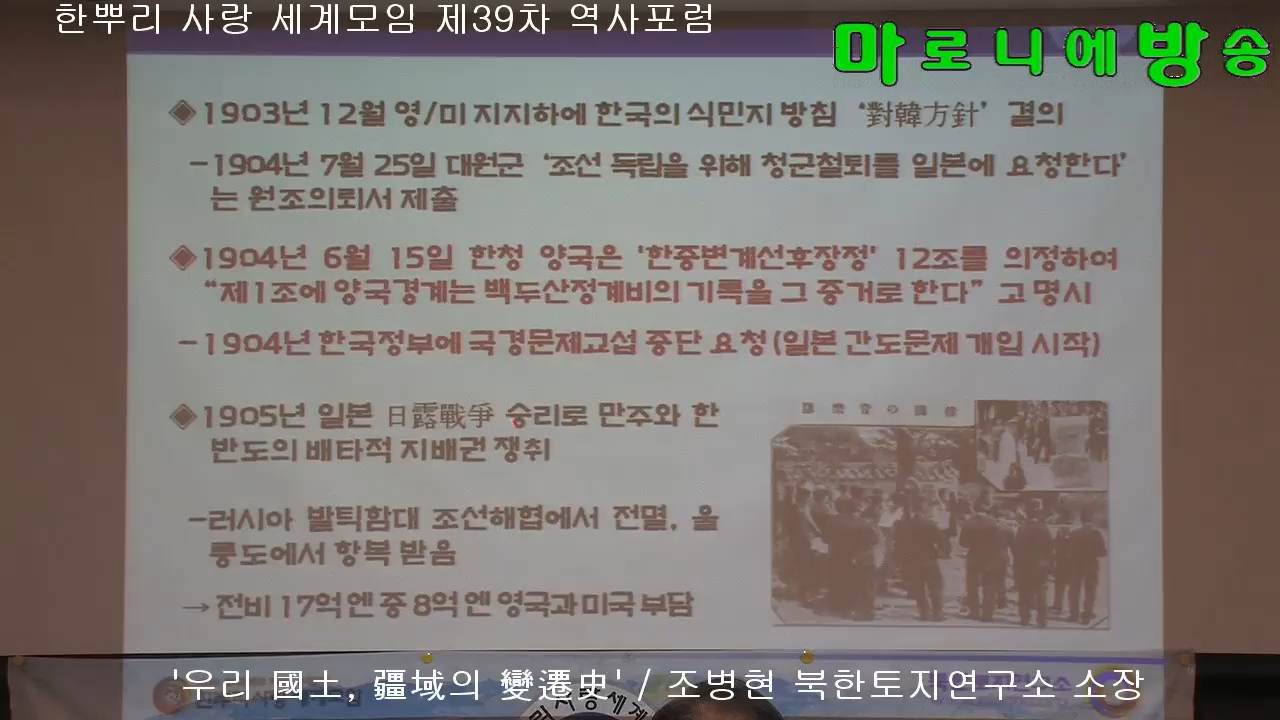 한뿌리 사랑 세계모임 제39차 역사포럼
마로니에방송
◈1903년 12월 영/미 지지하에 한국의 식민지 방침 ‘對韓方針’ 결의
-1904년 7월 25일 대원군 ‘조선 독립을 위해 청군철퇴를 일본에 요청한다’
는 원조의뢰서 제출
◈1904년 6월 15일 한청 양국은 '한중변계선후장정' 12조를 의정하여
“제1조에 양국경계는 백두산정계비의 기록을 그 증거로 한다” 고 명시
-1904년 한국정부에 국경문제교섭 중단 요청(일본 간도문제 개입 시작)
◈1905년 일본 日露戰爭 승리로 만주와 한
반도의 배타적 지배권 쟁취
-러시아 발틱함대 조선해협에서 전멸, 울
릉도에서 항복 받음
→전비 17억엔 중 8억엔 영국과 미국 부담
'우리 國土, 疆域의 變遷史' / 조병현 북한토지연구소 소장